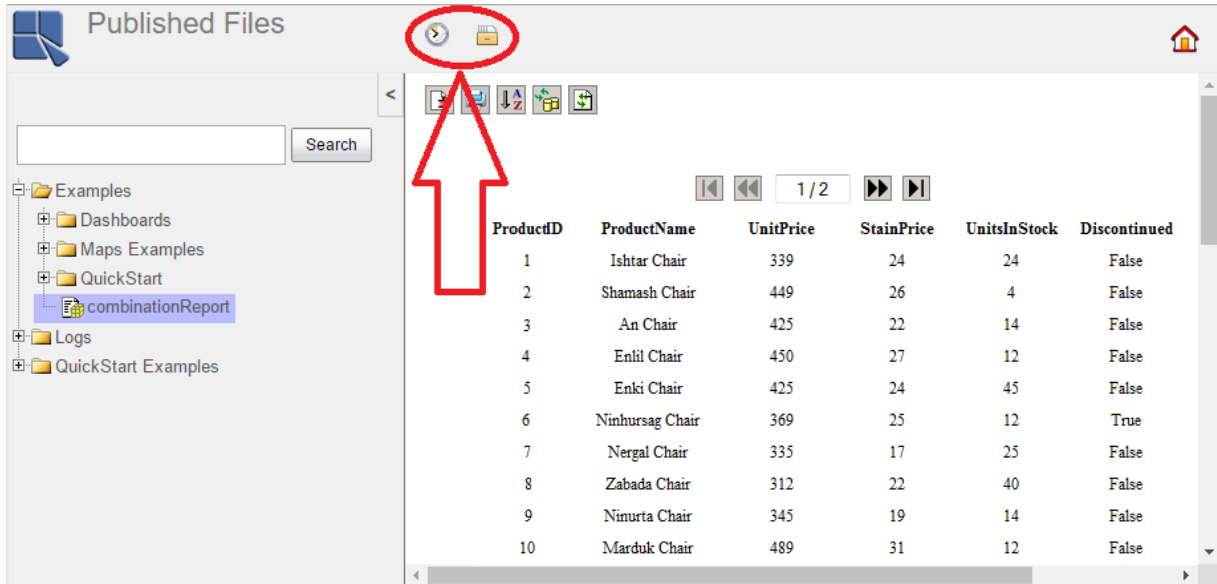 Published Files
<
Search
Examples
Dashboards
Maps Examples
QuickStart
combinationReport
Logs
QuickStart Examples
A
Z
1 / 2
ProductID ProductName UnitPrice StainPrice UnitsInStock Discontinued
1 Ishtar Chair 339 24 24 False
2 Shamash Chair 449 26 4 False
3 An Chair 425 22 14 False
4 Enlil Chair 450 27 12 False
5 Enki Chair 425 24 45 False
6 Ninhursag Chair 369 25 12 True
7 Nergal Chair 335 17 25 False
8 Zabada Chair 312 22 40 False
9 Ninurta Chair 345 19 14 False
10 Marduk Chair 489 31 12 False